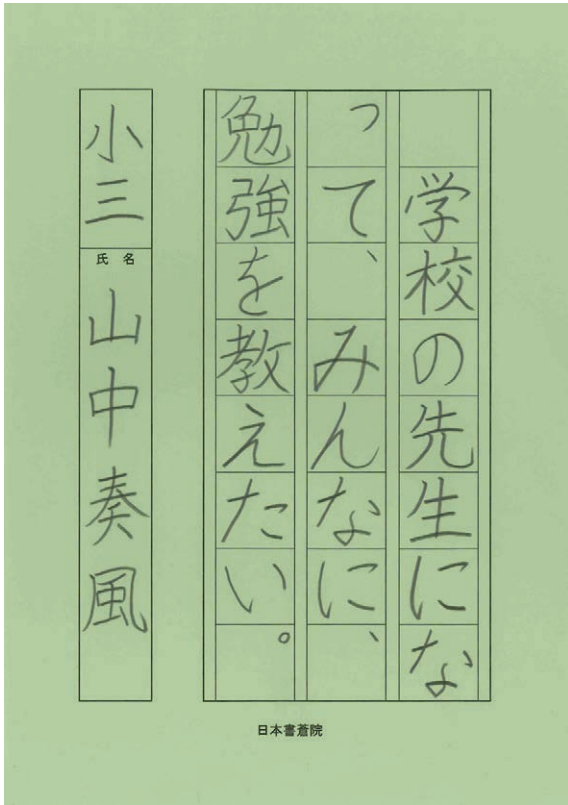 学校の先生にな
って、みんなに、
勉強を教えたい。
小三
氏名
山中奏風
日本書蒼院